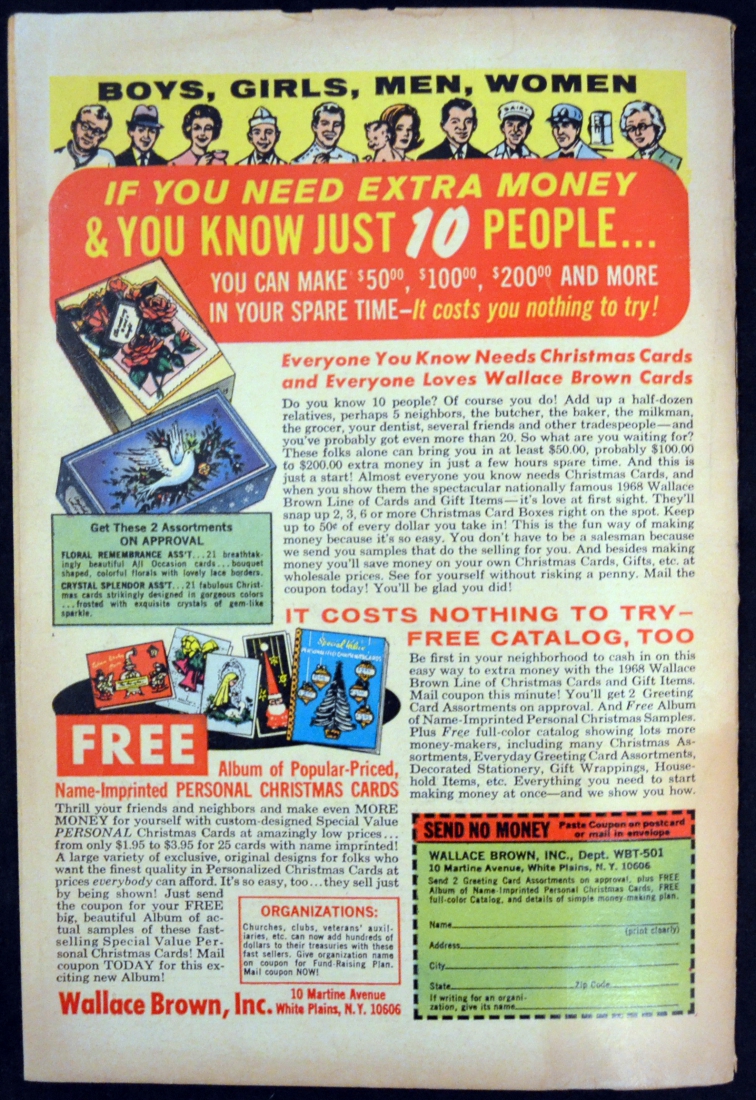 BOYS, GIRLS, MEN, WOMEN
DAIRY
IF YOU NEED EXTRA MONEY
& YOU KNOW JUST 10 PEOPLE...
YOU CAN MAKE $50⁰⁰, $100⁰⁰, $200⁰⁰ AND MORE
IN YOUR SPARE TIME—It costs you nothing to try!
Everyone You Know Needs Christmas Cards
and Everyone Loves Wallace Brown Cards
Do you know 10 people? Of course you do! Add up a half-dozen
relatives, perhaps 5 neighbors, the butcher, the baker, the milkman,
the grocer, your dentist, several friends and other tradespeople—and
you've probably got even more than 20. So what are you waiting for?
These folks alone can bring you in at least $50.00, probably $100.00
to $200.00 extra money in just a few hours spare time. And this is
just a start! Almost everyone you know needs Christmas Cards, and
when you show them the spectacular nationally famous 1968 Wallace
Brown Line of Cards and Gift Items—it's love at first sight. They'll
snap up 2, 3, 6 or more Christmas Card Boxes right on the spot. Keep
up to 50¢ of every dollar you take in! This is the fun way of making
money because it's so easy. You don't have to be a salesman because
we send you samples that do the selling for you. And besides making
money you'll save money on your own Christmas Cards, Gifts, etc. at
wholesale prices. See for yourself without risking a penny. Mail the
coupon today! You'll be glad you did!
Get These 2 Assortments
ON APPROVAL
FLORAL REMEMBRANCE ASS'T...21 breathtak-
ingly beautiful All Occasion cards...bouquet
shaped, colorful florals with lovely lace borders.
CRYSTAL SPLENDOR ASS'T...21 fabulous Christ-
mas cards strikingly designed in gorgeous colors
...frosted with exquisite crystals of gem-like
sparkle.
IT COSTS NOTHING TO TRY—
FREE CATALOG, TOO
Be first in your neighborhood to cash in on this
easy way to extra money with the 1968 Wallace
Brown Line of Christmas Cards and Gift Items.
Mail coupon this minute! You'll get 2 Greeting
Card Assortments on approval. And Free Album
of Name-Imprinted Personal Christmas Samples.
Plus Free full-color catalog showing lots more
money-makers, including many Christmas As-
sortments, Everyday Greeting Card Assortments,
Decorated Stationery, Gift Wrappings, House-
hold Items, etc. Everything you need to start
making money at once—and we show you how.
Special Value
PERSONALIZED CHRISTMAS CARDS
FREE
Album of Popular-Priced,
Name-Imprinted PERSONAL CHRISTMAS CARDS
Thrill your friends and neighbors and make even MORE
MONEY for yourself with custom-designed Special Value
PERSONAL Christmas Cards at amazingly low prices...
from only $1.95 to $3.95 for 25 cards with name imprinted!
A large variety of exclusive, original designs for folks who
want the finest quality in Personalized Christmas Cards at
prices everybody can afford. It's so easy, too...they sell just
by being shown! Just send
the coupon for your FREE
big, beautiful Album of ac-
tual samples of these fast-
selling Special Value Per-
sonal Christmas Cards! Mail
coupon TODAY for this ex-
citing new Album!
ORGANIZATIONS:
Churches, clubs, veterans' auxil-
iaries, etc. can now add hundreds of
dollars to their treasuries with these
fast sellers. Give organization name
on coupon for Fund-Raising Plan.
Mail coupon NOW!
Wallace Brown, Inc. 10 Martine Avenue
White Plains, N.Y. 10606
SEND NO MONEY Paste Coupon on postcard
or mail in envelope
WALLACE BROWN, INC., Dept. WBT-501
10 Martine Avenue, White Plains, N. Y. 10606
Send 2 Greeting Card Assortments on approval, plus FREE
Album of Name-Imprinted Personal Christmas Cards, FREE
full-color Catalog, and details of simple money-making plan.
Name
(print clearly)
Address
City
State Zip Code
If writing for an organi-
zation, give its name